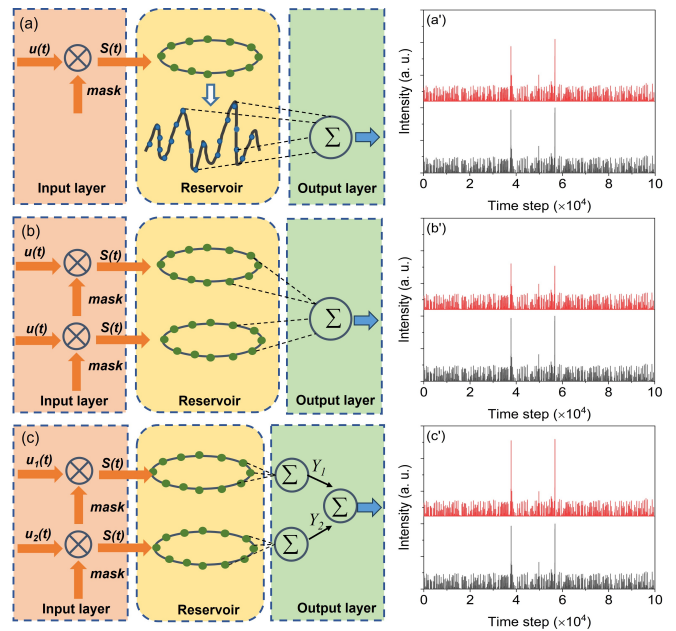 (a)
u(t)
S(t)
mask
Input layer
Reservoir
Σ
Output layer
(a')
Intensity (a. u.)
0 2 4 6 8 10
Time step (×10⁴)
(b)
u(t)
S(t)
mask
u(t)
S(t)
mask
Input layer
Reservoir
Σ
Output layer
(b')
Intensity (a. u.)
0 2 4 6 8 10
Time step (×10⁴)
(c)
u₁(t)
S(t)
mask
u₂(t)
S(t)
mask
Input layer
Reservoir
Σ
Y₁
Σ
Σ
Y₂
Output layer
(c')
Intensity (a. u.)
0 2 4 6 8 10
Time step (×10⁴)